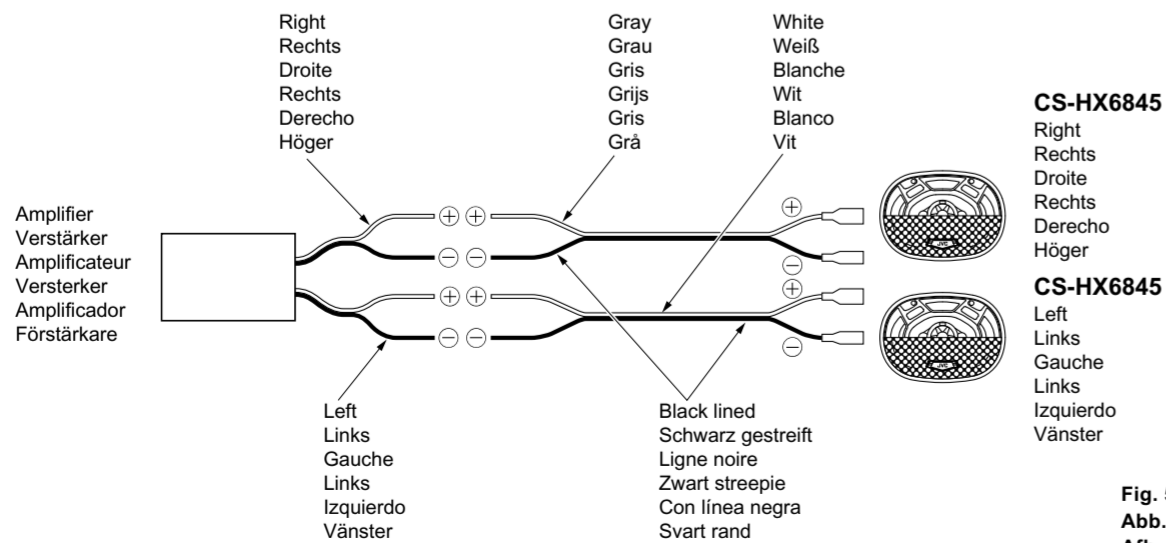 Right
Rechts
Droite
Rechts
Derecho
Höger
Gray
Grau
Gris
Grijs
Gris
Grå
White
Weiß
Blanche
Wit
Blanco
Vit
CS-HX6845
Right
Rechts
Droite
Rechts
Derecho
Höger
Amplifier
Verstärker
Amplificateur
Versterker
Amplificador
Förstärkare
JVC
JVC
CS-HX6845
Left
Links
Gauche
Links
Izquierdo
Vänster
Left
Links
Gauche
Links
Izquierdo
Vänster
Black lined
Schwarz gestreift
Ligne noire
Zwart streepie
Con línea negra
Svart rand
Fig.
Abb.